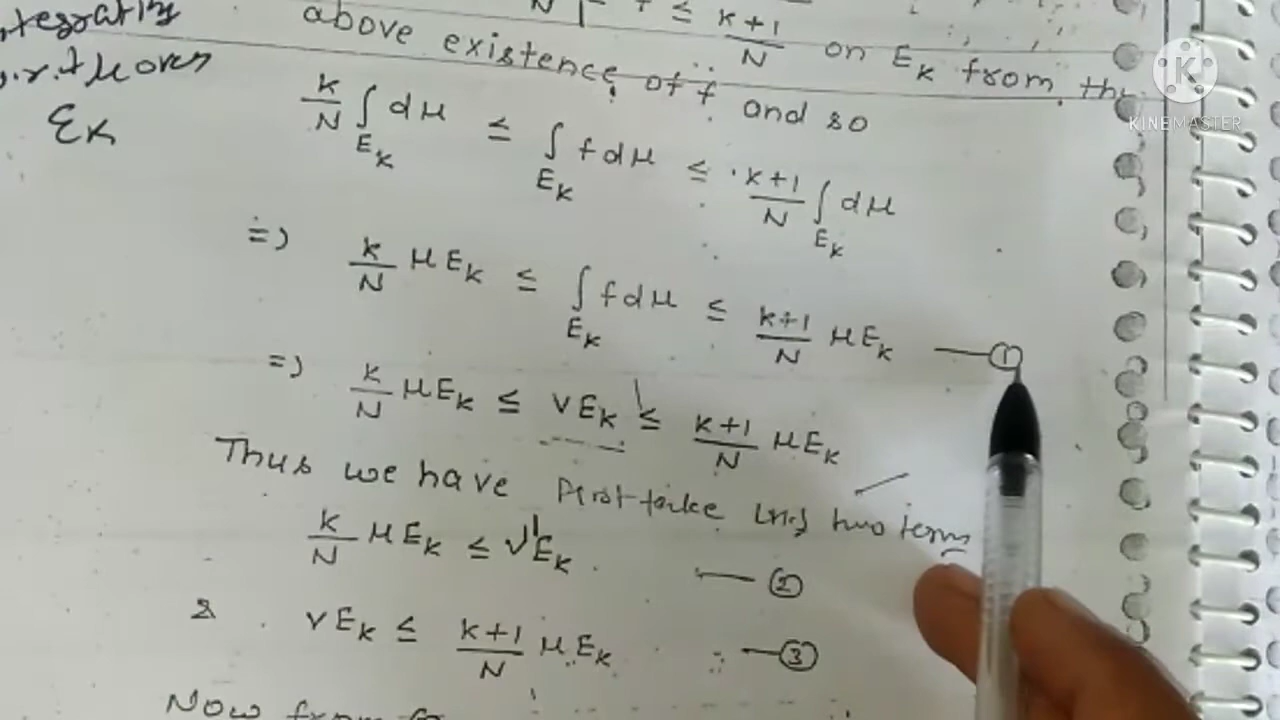 N f ≤ k+1/N on E_K from the
above existence of f and so
w.r.t μ over
E_K
k/N ∫_{E_K} dμ ≤ ∫_{E_K} f dμ ≤ k+1/N ∫_{E_K} dμ
KINEMASTER
=) k/N μE_K ≤ ∫_{E_K} f dμ ≤ k+1/N μE_K — ①
=) k/N μE_K ≤ νE_K ≤ k+1/N μE_K
Thus we have first take two terms
k/N μE_K ≤ νE_K. — ②
& νE_K ≤ k+1/N μE_K — ③
Now from